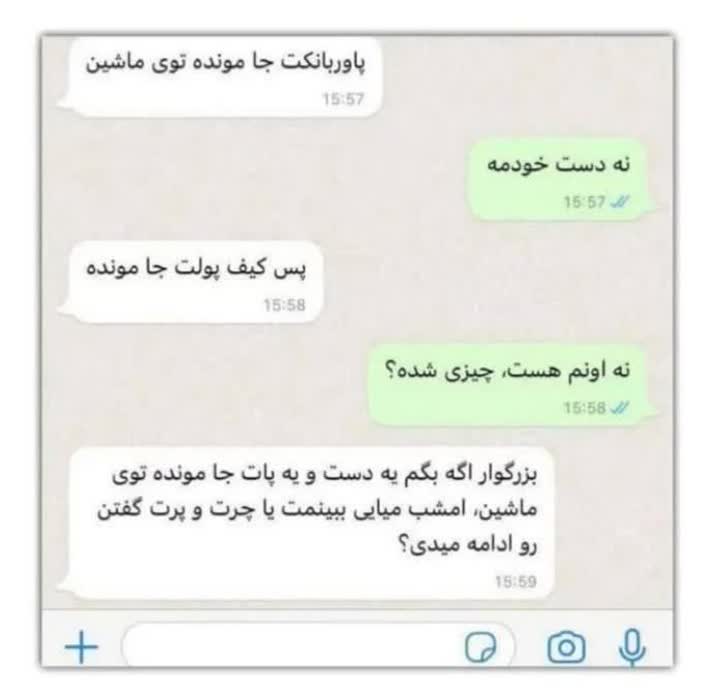 پاوربانکت جا مونده توی ماشین
15:57
نه دست خودمه
15:57
پس کیف پولت جا مونده
15:58
نه اونم هست، چیزی شده؟
15:58
بزرگوار اگه بگم یه دست و یه پات جا مونده توی
ماشین، امشب میایی ببینمت یا چرت و پرت گفتن
رو ادامه میدی؟
15:59